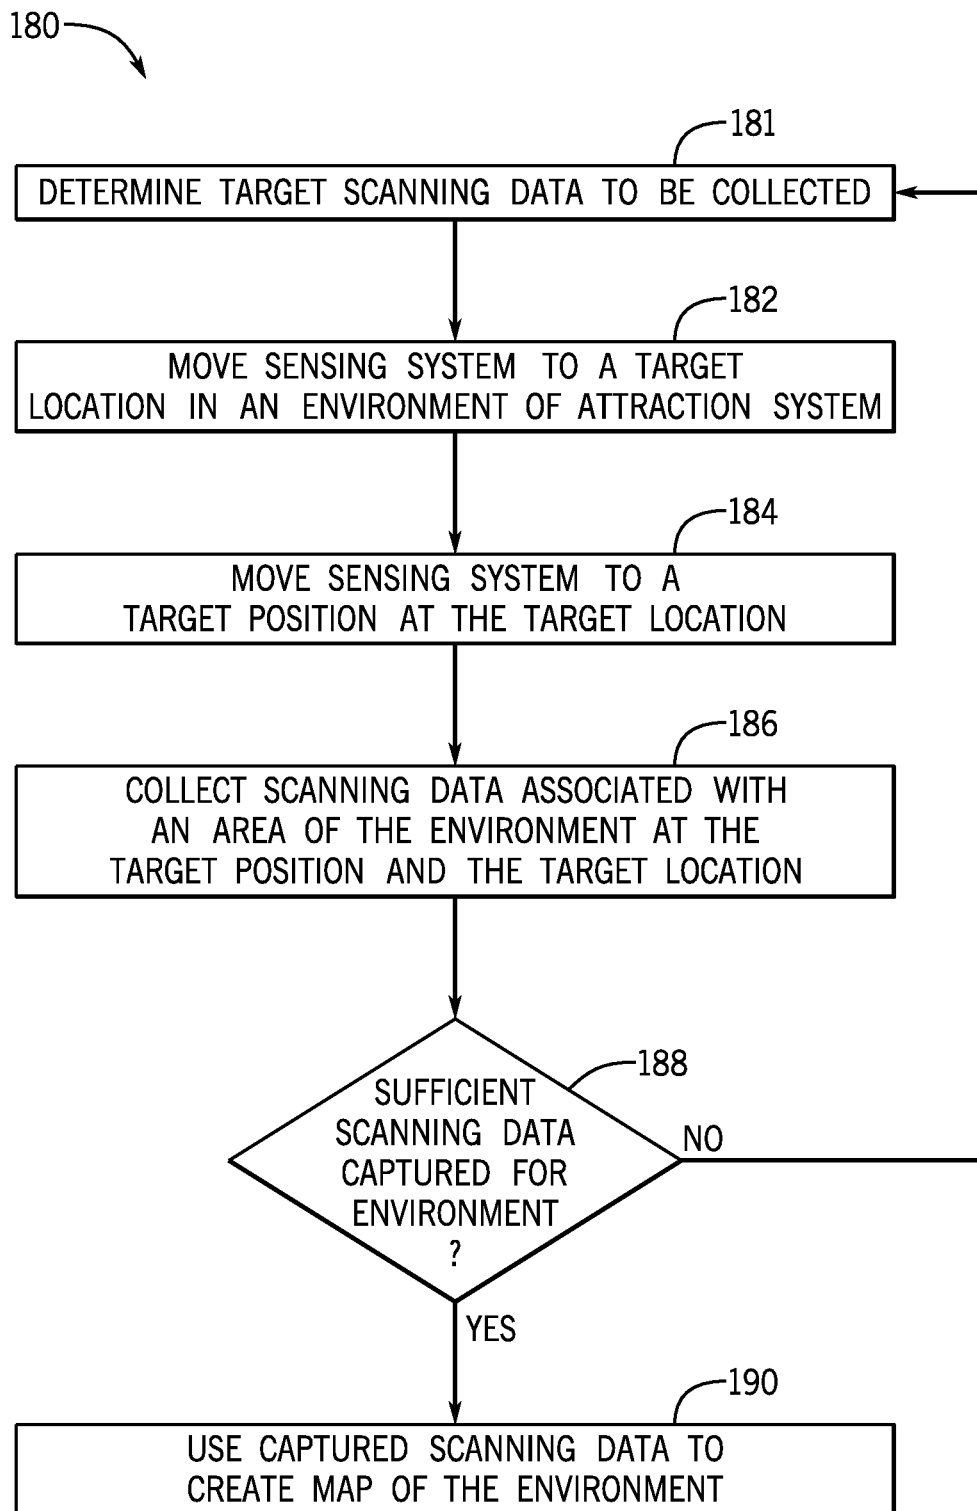 180
181
DETERMINE TARGET SCANNING DATA TO BE COLLECTED
182
MOVE SENSING SYSTEM TO A TARGET
LOCATION IN AN ENVIRONMENT OF ATTRACTION SYSTEM
184
MOVE SENSING SYSTEM TO A
TARGET POSITION AT THE TARGET LOCATION
186
COLLECT SCANNING DATA ASSOCIATED WITH
AN AREA OF THE ENVIRONMENT AT THE
TARGET POSITION AND THE TARGET LOCATION
188
SUFFICIENT
SCANNING DATA
CAPTURED FOR
ENVIRONMENT
?
NO
YES
190
USE CAPTURED SCANNING DATA TO
CREATE MAP OF THE ENVIRONMENT